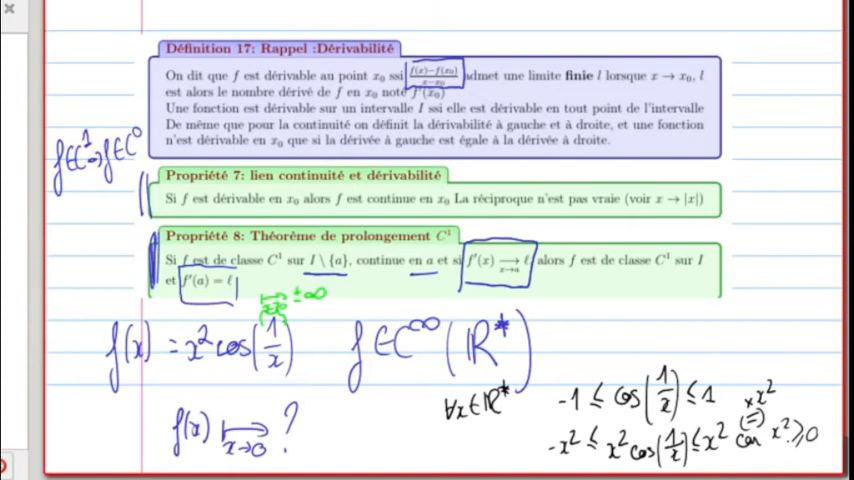 Définition 17: Rappel :Dérivabilité
On dit que f est dérivable au point x₀ ssi (f(x)−f(x₀))/(x−x₀) admet une limite finie l lorsque x → x₀, l
est alors le nombre dérivé de f en x₀ noté f'(x₀)
Une fonction est dérivable sur un intervalle I ssi elle est dérivable en tout point de l'intervalle
De même que pour la continuité on définit la dérivabilité à gauche et à droite, et une fonction
n'est dérivable en x₀ que si la dérivée à gauche est égale à la dérivée à droite.
f∈C¹ => f∈C⁰
Propriété 7: lien continuité et dérivabilité
Si f est dérivable en x₀ alors f est continue en x₀ La réciproque n'est pas vraie (voir x → |x|)
Propriété 8: Théorème de prolongement C¹
Si f est de classe C¹ sur I \ {a}, continue en a et si f'(x) ⟶ ℓ x→a alors f est de classe C¹ sur I
et f'(a) = ℓ
f(x) = x² cos(1/x)
f ∈ C^∞(ℝ*)
∀x∈ℝ*
-1 ≤ cos(1/x) ≤ 1
×x²
f(x) ⟼ ? x→0
-x² ≤ x² cos(1/x) ≤ x² car x² ≥ 0